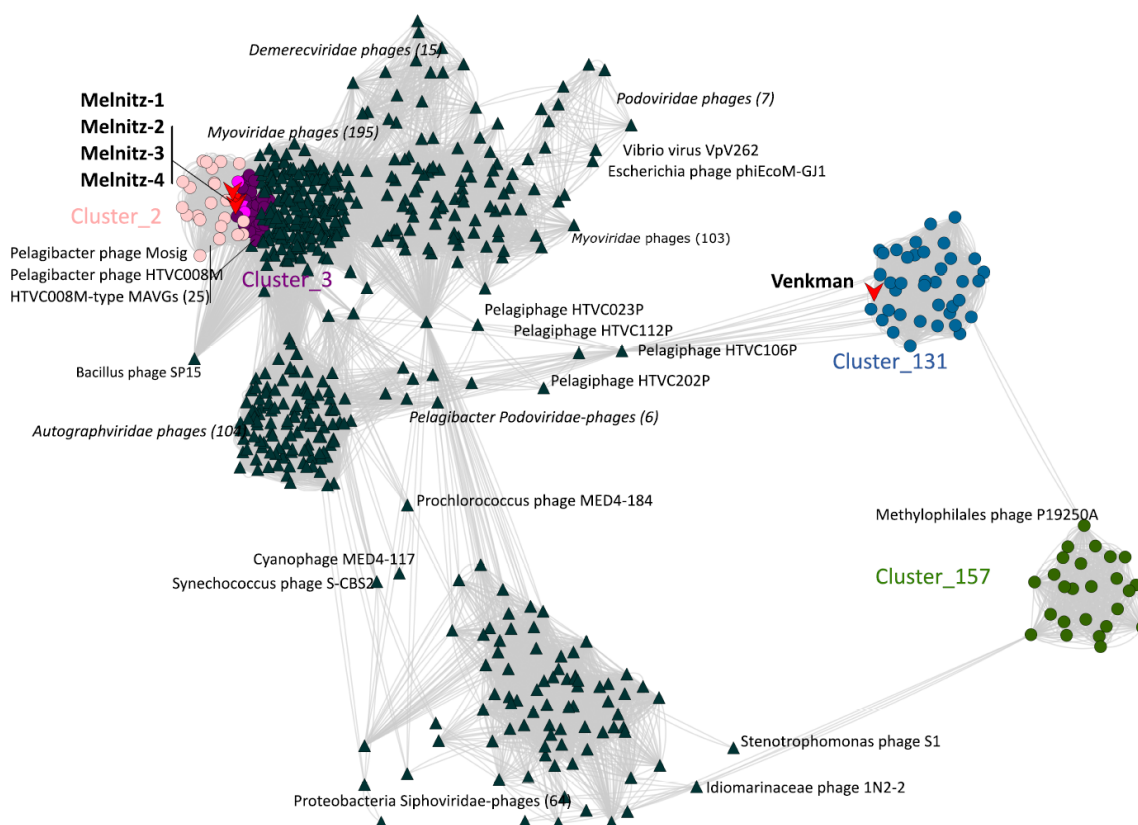 Demerecviridae phages (15)
Melnitz-1
Melnitz-2
Melnitz-3
Melnitz-4
Myoviridae phages (195)
Podoviridae phages (7)
Vibrio virus VpV262
Escherichia phage phiEcoM-GJ1
Cluster_2
Myoviridae phages (103)
Pelagibacter phage Mosig
Pelagibacter phage HTVC008M
HTVC008M-type MAVGs (25)
Cluster_3
Venkman
Pelagiphage HTVC023P
Pelagiphage HTVC112P
Pelagiphage HTVC106P
Cluster_131
Bacillus phage SP15
Pelagiphage HTVC202P
Pelagibacter Podoviridae-phages (6)
Autographviridae phages (104)
Prochlorococcus phage MED4-184
Methylophilales phage P19250A
Cyanophage MED4-117
Synechococcus phage S-CBS2
Cluster_157
Stenotrophomonas phage S1
Idiomarinaceae phage 1N2-2
Proteobacteria Siphoviridae-phages (64)